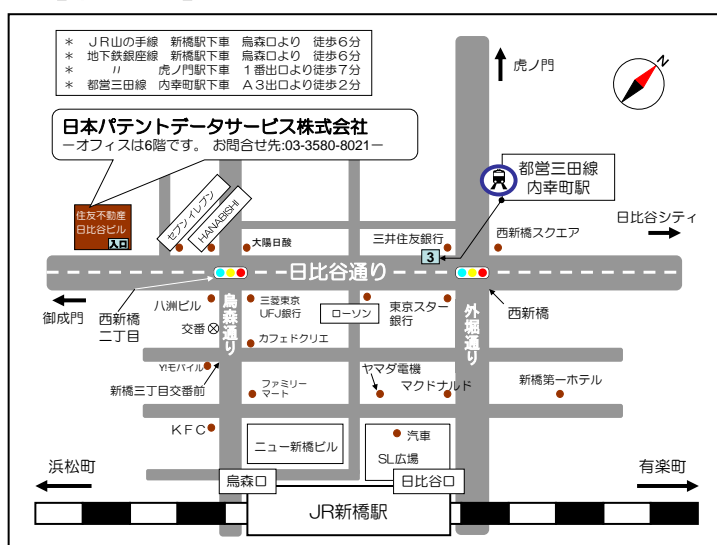 ＊　ＪＲ山の手線　新橋駅下車　烏森口より　徒歩６分
＊　地下鉄銀座線　新橋駅下車　烏森口より　徒歩６分
＊　〃　虎ノ門駅下車　１番出口より徒歩７分
＊　都営三田線　内幸町駅下車　Ａ３出口より徒歩２分
虎ノ門
N
日本パテントデータサービス株式会社
－オフィスは6階です。 お問合せ先:03-3580-8021－
都営三田線
内幸町駅
住友不動産
日比谷ビル
入口
セブンイレブン
HANABISHI
大陽日酸
三井住友銀行
3
西新橋スクエア
日比谷シティ
日比谷通り
御成門
西新橋
二丁目
八洲ビル
交番
烏森通り
三菱東京
UFJ銀行
カフェドクリエ
ローソン
東京スター
銀行
外堀通り
西新橋
Y!モバイル
新橋三丁目交番前
ファミリー
マート
ヤマダ電機
マクドナルド
新橋第一ホテル
ＫＦＣ
ニュー新橋ビル
汽車
SL広場
浜松町
烏森口
日比谷口
有楽町
JR新橋駅